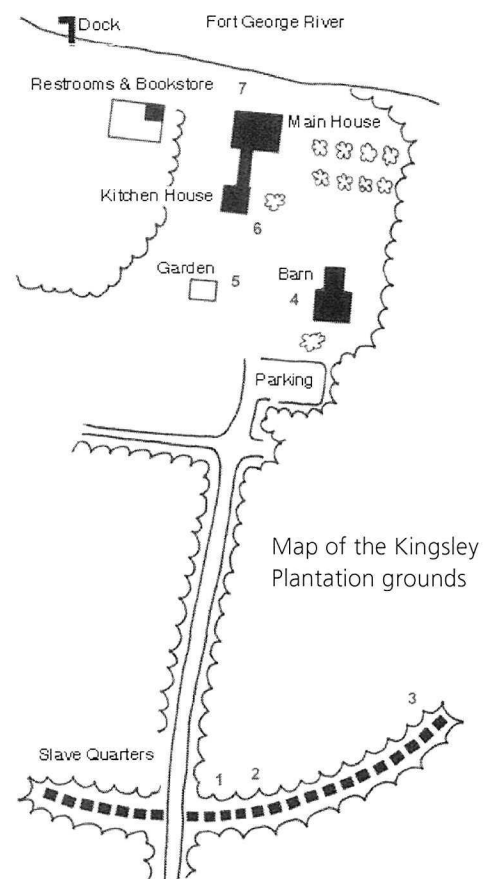 Dock
Fort George River
Restrooms & Bookstore
7
Main House
Kitchen House
6
Garden
5
Barn
4
Parking
Map of the Kingsley
Plantation grounds
3
Slave Quarters
1
2